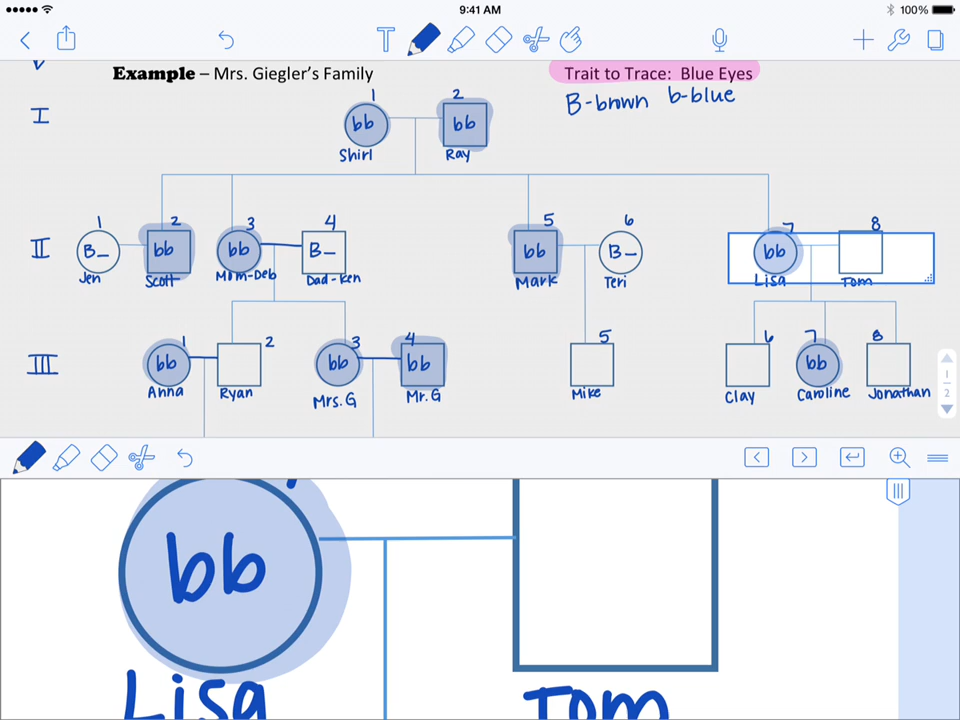 9:41 AM
100%
T
Example – Mrs. Giegler's Family
Trait to Trace: Blue Eyes
B-brown b-blue
I
1 2
bb bb
Shirl Ray
II
1 2 3 4 5 6 7 8
B_ bb bb B_ bb B_ bb
Jen Scott Mom-Deb Dad-Ken Mark Teri Lisa Tom
III
1 2 3 4 5 6 7 8
bb bb bb bb
Anna Ryan Mrs. G Mr. G Mike Clay Caroline Jonathan
1
2
bb
Lisa Tom